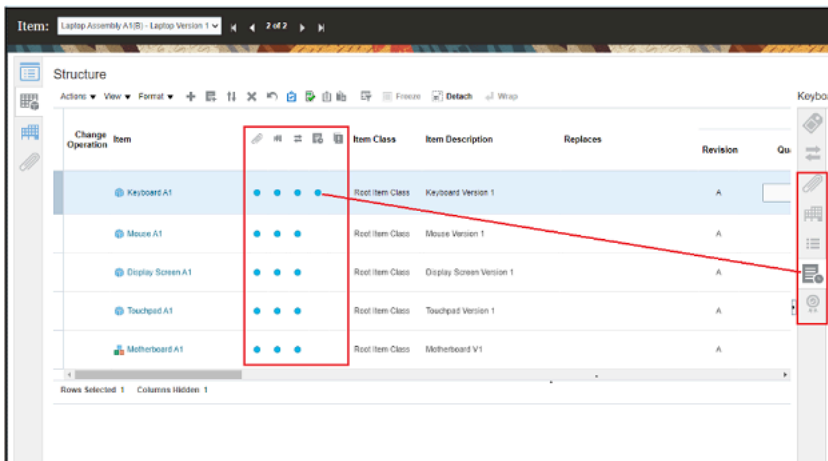 Item: Laptop Assembly A1(B) - Laptop Version 1 2 of 2
Structure
Actions View Format Freeze Detach Wrap
Keybo
Change Operation Item Item Class Item Description Replaces Revision Qu
Keyboard A1 Root Item Class Keyboard Version 1 A
Mouse A1 Root Item Class Mouse Version 1 A
Display Screen A1 Root Item Class Display Screen Version 1 A
Touchpad A1 Root Item Class Touchpad Version 1 A
Motherboard A1 Root Item Class Motherboard V1 A
Rows Selected 1 Columns Hidden 1